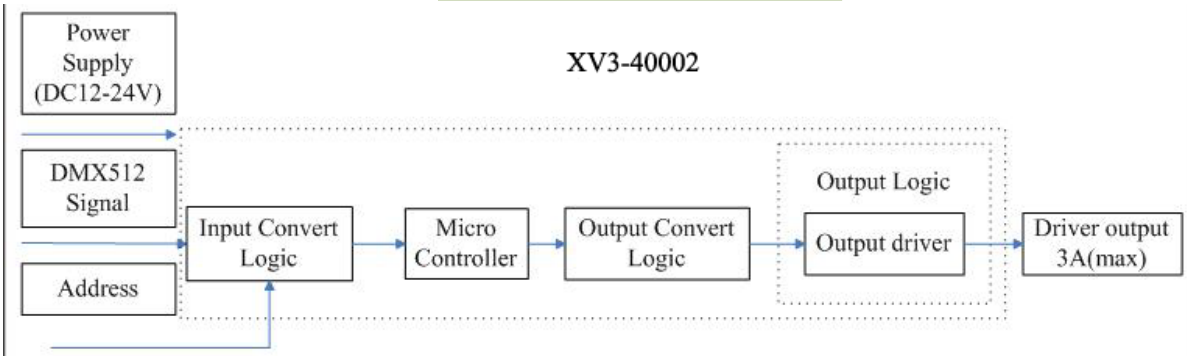 Power
Supply
(DC12-24V)
XV3-40002
DMX512
Signal
Address
Input Convert
Logic
Micro
Controller
Output Convert
Logic
Output Logic
Output driver
Driver output
3A(max)